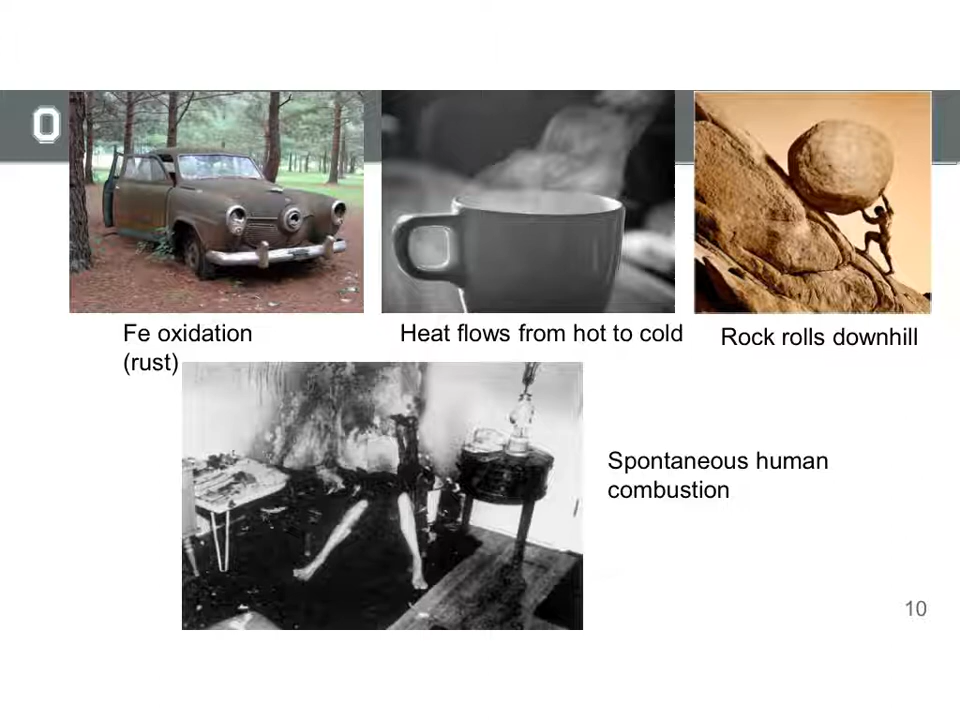 O
Fe oxidation
(rust)
Heat flows from hot to cold
Rock rolls downhill
Spontaneous human
combustion
10